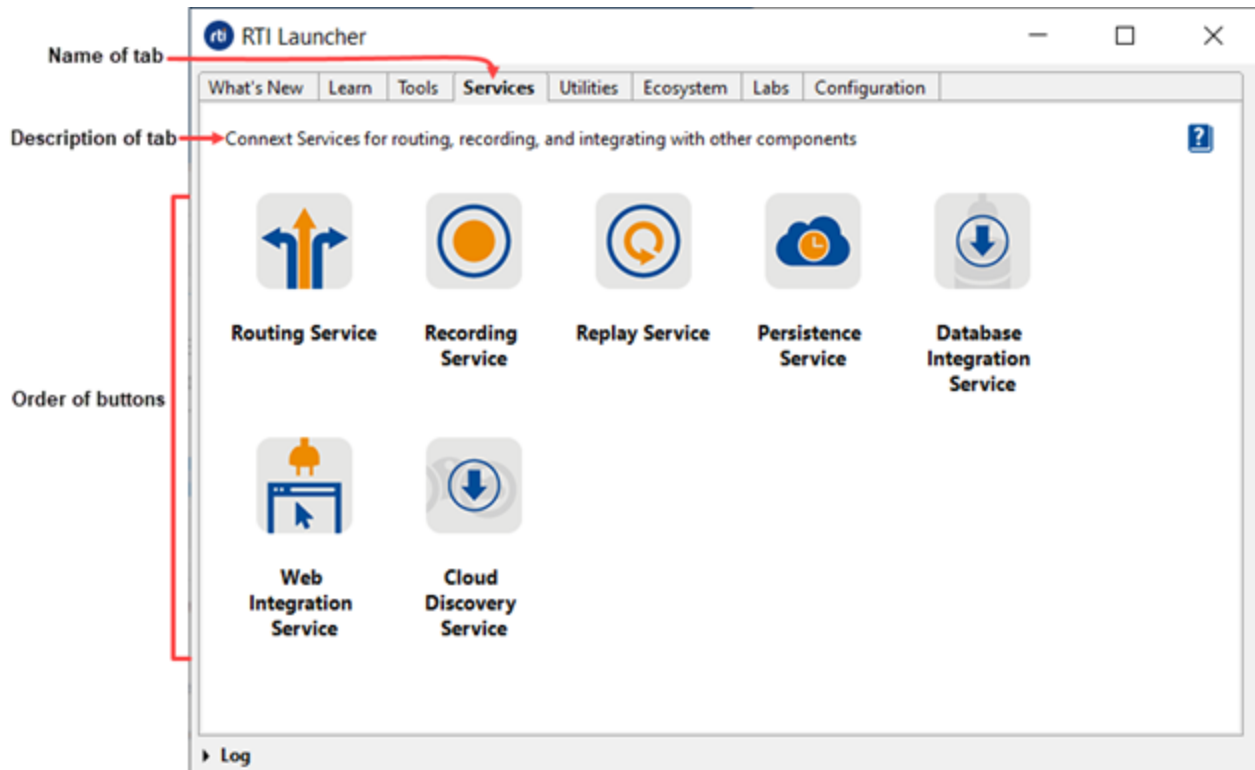 rti RTI Launcher
Name of tab
What's New Learn Tools Services Utilities Ecosystem Labs Configuration
Description of tab
Connext Services for routing, recording, and integrating with other components
?
Order of buttons
Routing Service
Recording
Service
Replay Service
Persistence
Service
Database
Integration
Service
Web
Integration
Service
Cloud
Discovery
Service
Log